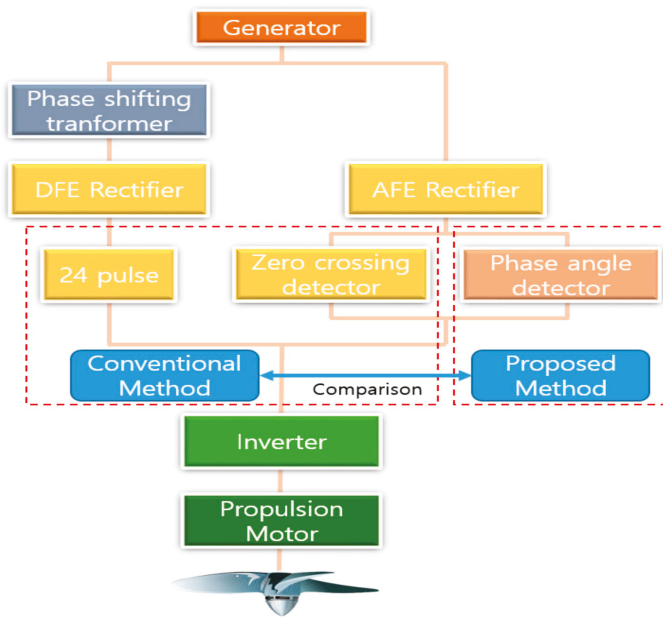 Generator
Phase shifting
tranformer
DFE Rectifier
AFE Rectifier
24 pulse
Zero crossing
detector
Phase angle
detector
Conventional
Method
Comparison
Proposed
Method
Inverter
Propulsion
Motor